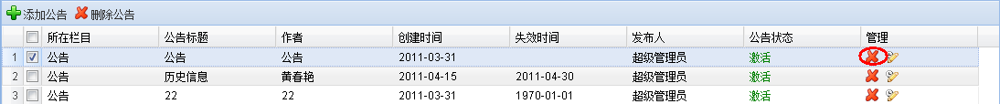 添加公告 删除公告
所在栏目 公告标题 作者 创建时间 失效时间 发布人 公告状态 管理
1 公告 公告 公告 2011-03-31 超级管理员 激活
2 公告 历史信息 黄春艳 2011-04-15 2011-04-30 超级管理员 激活
3 公告 22 22 2011-03-31 1970-01-01 超级管理员 激活